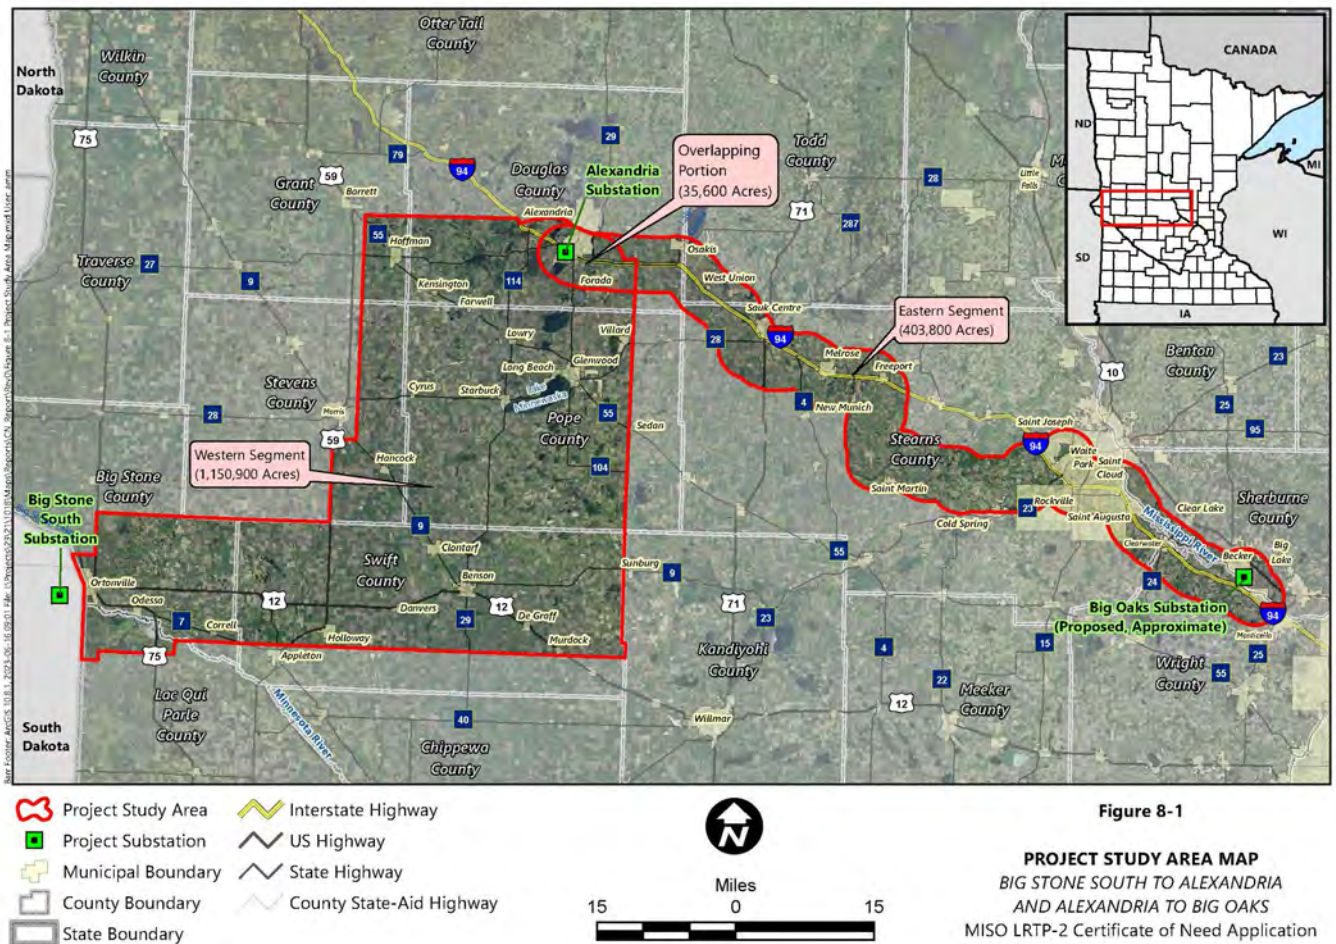 Otter Tail
County
Wilkin
County
North
Dakota
CANADA
75
29
Todd
County
Overlapping
Portion
(35,600 Acres)
ND
79
94
Douglas
County
Alexandria
Substation
59
Grant
County
Barrett
28
Little
Falls
MI
Alexandria
71
287
WI
55
Hoffman
Osakis
SD
Traverse
County
27
9
Kensington
114
Forada
West Union
Farwell
Sauk Centre
Eastern Segment
(403,800 Acres)
IA
Lowry
Villard
28
94
Melrose
Benton
County
23
Long Beach
Glenwood
Freeport
10
Stevens
County
Cyrus
Starbuck
Lake
Minnewaska
28
Morris
55
4
New Munich
25
Pope
County
Sedan
Saint Joseph
95
59
Stearns
County
94
Waite
Park
Saint
Cloud
Western Segment
(1,150,900 Acres)
Hancock
104
Big Stone
County
Saint Martin
Rockville
Sherburne
County
Big Stone
South
Substation
23
Clear Lake
Mississippi River
9
Cold Spring
Saint Augusta
Clontarf
55
Clearwater
Becker
Big
Lake
Swift
County
Sunburg
9
Ortonville
Benson
24
Odessa
12
Danvers
12
71
Big Oaks Substation
(Proposed, Approximate)
94
7
Correll
29
De Graff
23
Monticello
Holloway
Murdock
4
15
25
75
Appleton
Kandiyohi
County
Wright
County
55
Lac Qui
Parle
County
22
Meeker
County
12
Minnesota River
40
Willmar
South
Dakota
Chippewa
County
Project Study Area
Interstate Highway
Project Substation
US Highway
Municipal Boundary
State Highway
County Boundary
County State-Aid Highway
State Boundary
N
Miles
15
0
15
Figure 8-1
PROJECT STUDY AREA MAP
BIG STONE SOUTH TO ALEXANDRIA
AND ALEXANDRIA TO BIG OAKS
MISO LRTP-2 Certificate of Need Application